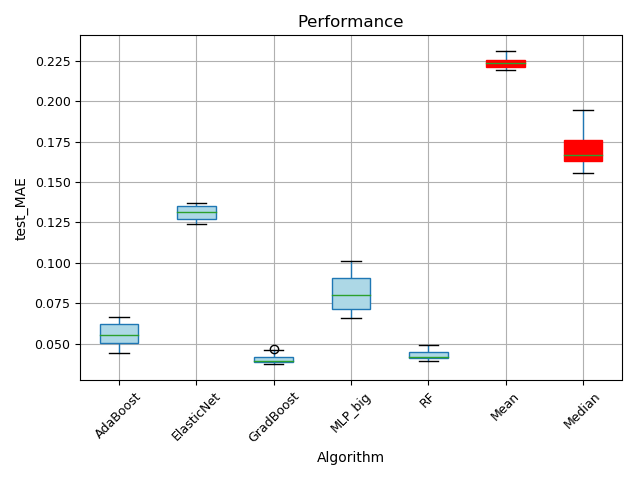 Performance
test_MAE
0.225
0.200
0.175
0.150
0.125
0.100
0.075
0.050
AdaBoost
ElasticNet
GradBoost
MLP_big
RF
Mean
Median
Algorithm